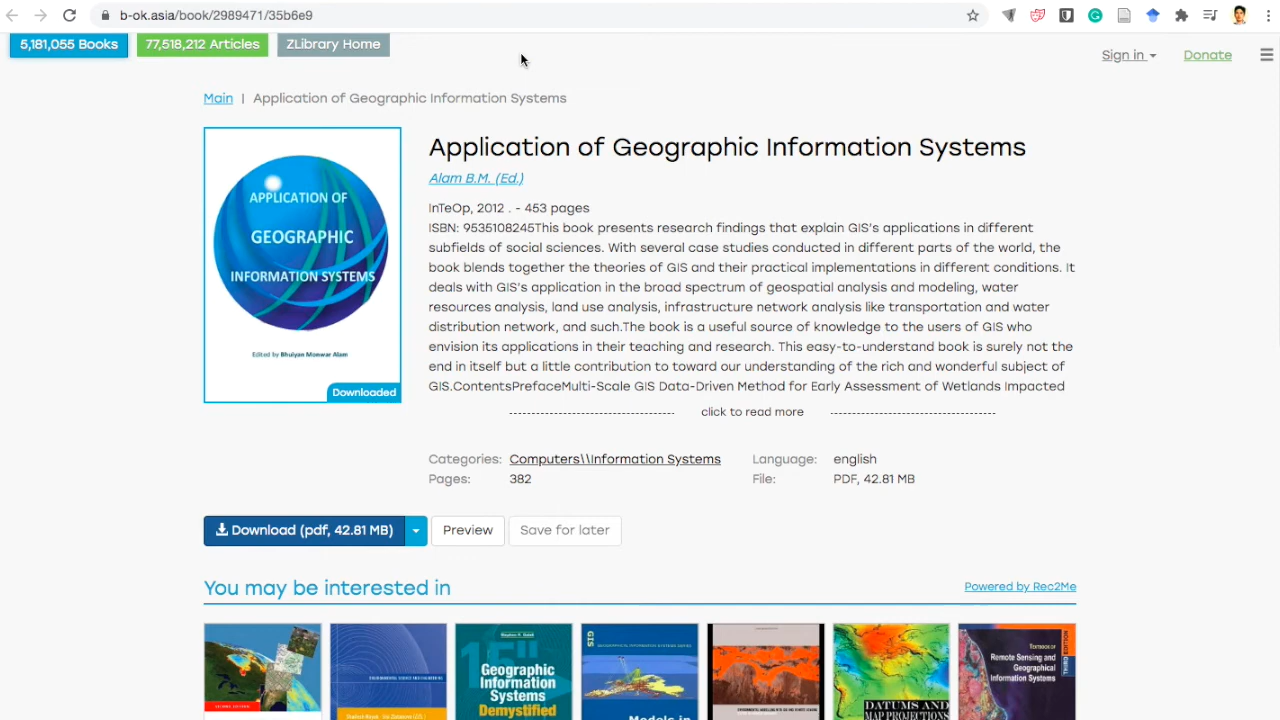 b-ok.asia/book/2989471/35b6e9
5,181,055 Books
77,518,212 Articles
ZLibrary Home
Sign in
Donate
Main | Application of Geographic Information Systems
APPLICATION OF
GEOGRAPHIC
INFORMATION SYSTEMS
Edited by Bhuiyan Monwar Alam
Downloaded
Application of Geographic Information Systems
Alam B.M. (Ed.)
InTeOp, 2012 . - 453 pages
ISBN: 9535108245This book presents research findings that explain GIS's applications in different
subfields of social sciences. With several case studies conducted in different parts of the world, the
book blends together the theories of GIS and their practical implementations in different conditions. It
deals with GIS's application in the broad spectrum of geospatial analysis and modeling, water
resources analysis, land use analysis, infrastructure network analysis like transportation and water
distribution network, and such.The book is a useful source of knowledge to the users of GIS who
envision its applications in their teaching and research. This easy-to-understand book is surely not the
end in itself but a little contribution to toward our understanding of the rich and wonderful subject of
GIS.ContentsPrefaceMulti-Scale GIS Data-Driven Method for Early Assessment of Wetlands Impacted
click to read more
Categories: Computers\\Information Systems Language: english
Pages: 382 File: PDF, 42.81 MB
Download (pdf, 42.81 MB)
Preview
Save for later
You may be interested in
Powered by Rec2Me
Geographic
Information
Systems
Demystified
GIS
Models in
DATUMS AND
MAP PROJECTIONS
Remote Sensing and
Geographical
Information Systems